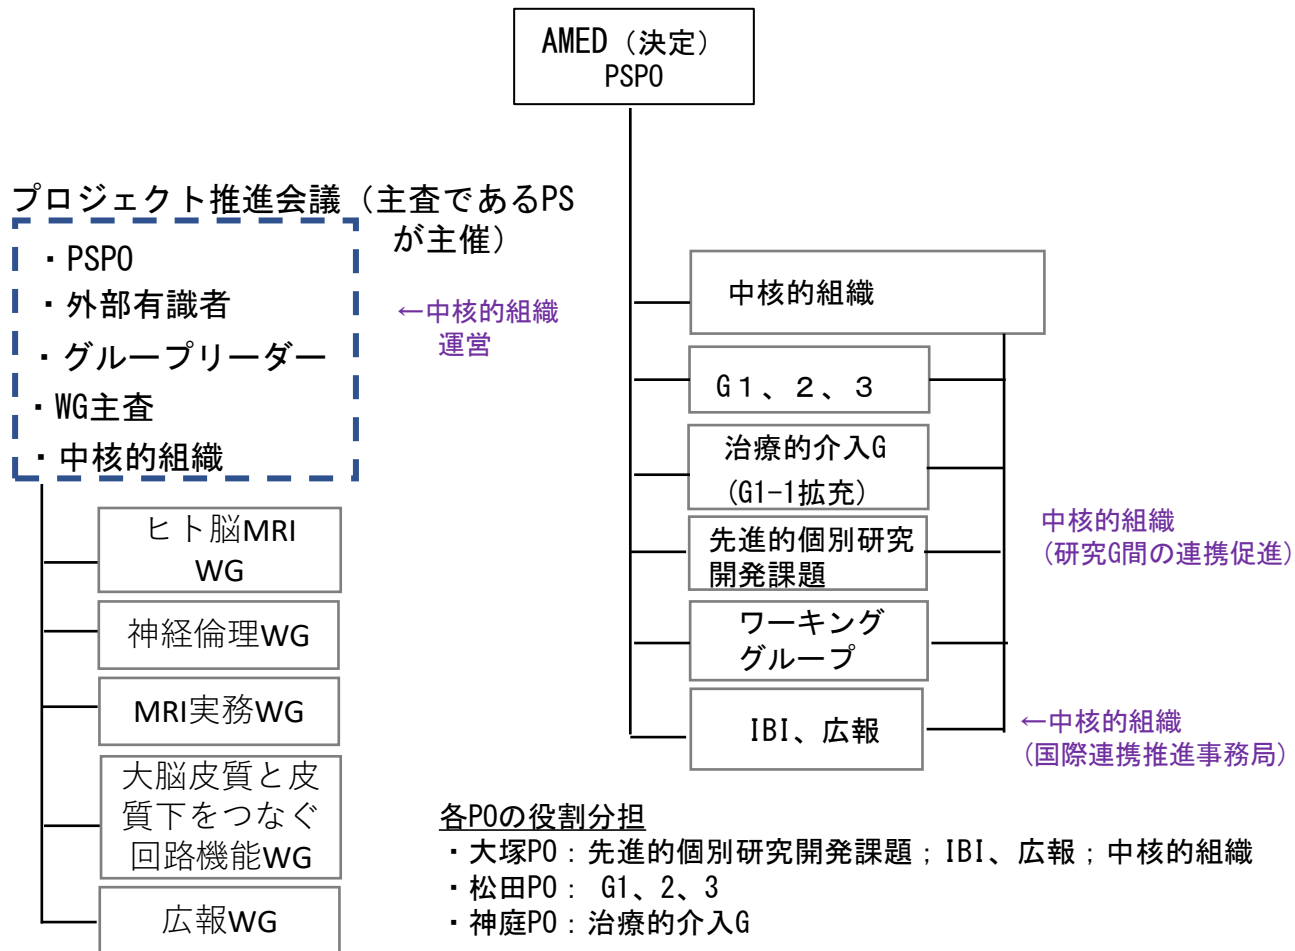 AMED（決定）
PSPO
プロジェクト推進会議（主査であるPS
が主催）
・PSPO
・外部有識者
・グループリーダー
・WG主査
・中核的組織
←中核的組織
運営
ヒト脳MRI
WG
神経倫理WG
MRI実務WG
大脳皮質と皮
質下をつなぐ
回路機能WG
広報WG
中核的組織
G１、２、３
治療的介入G
(G1-1拡充)
先進的個別研究
開発課題
ワーキング
グループ
IBI、広報
中核的組織
(研究G間の連携促進)
←中核的組織
(国際連携推進事務局)
各POの役割分担
・大塚PO：先進的個別研究開発課題；IBI、広報；中核的組織
・松田PO： G1、2、3
・神庭PO：治療的介入G